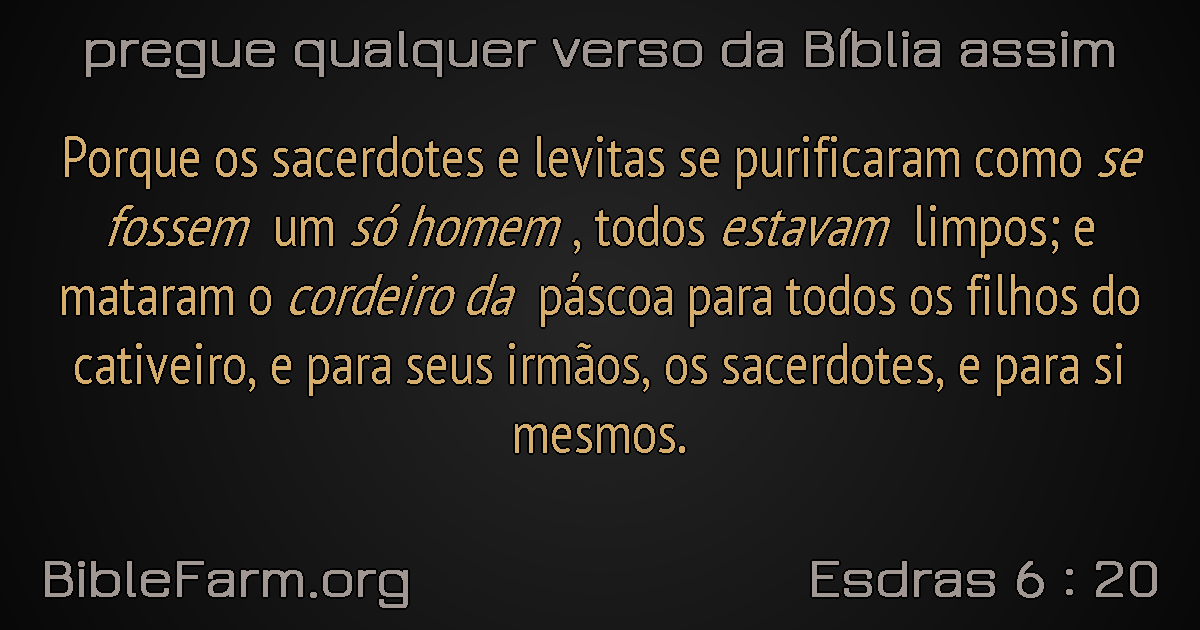 pregue qualquer verso da Bíblia assim
Porque os sacerdotes e levitas se purificaram como se
fossem um só homem , todos estavam limpos; e
mataram o cordeiro da páscoa para todos os filhos do
cativeiro, e para seus irmãos, os sacerdotes, e para si
mesmos.
BibleFarm.org
Esdras 6 : 20